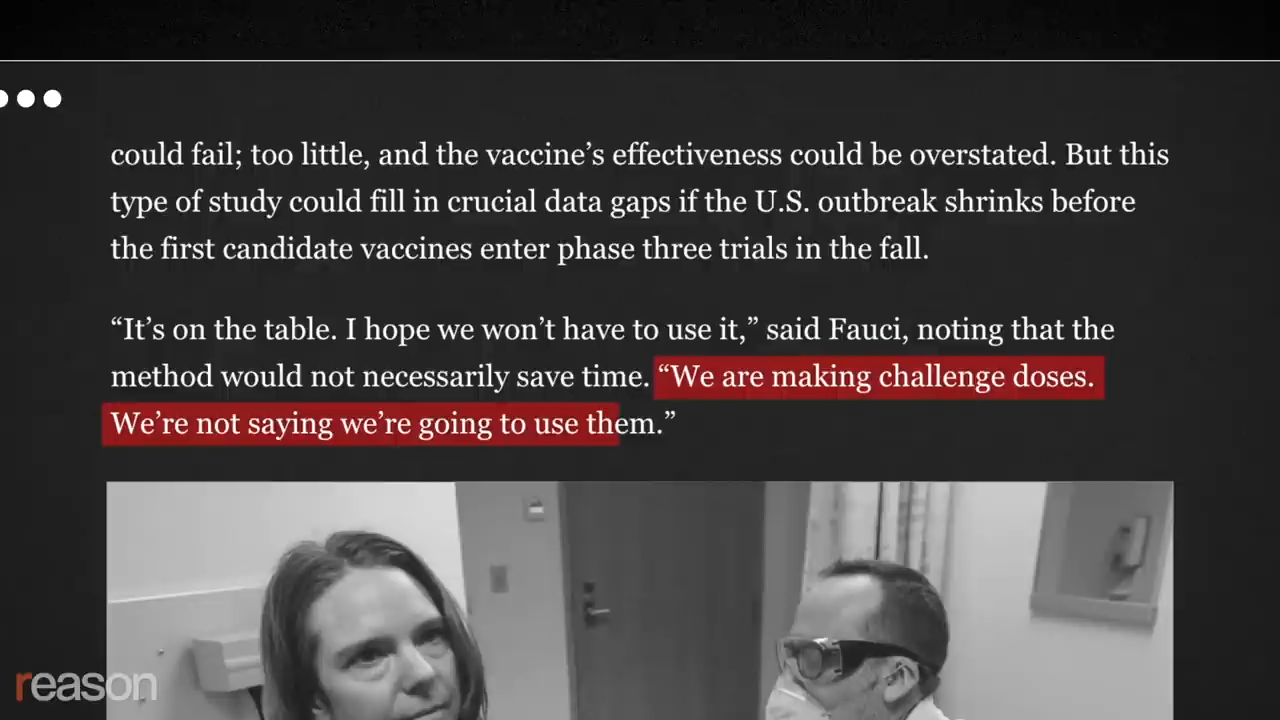 could fail; too little, and the vaccine’s effectiveness could be overstated. But this
type of study could fill in crucial data gaps if the U.S. outbreak shrinks before
the first candidate vaccines enter phase three trials in the fall.
“It’s on the table. I hope we won’t have to use it,” said Fauci, noting that the
method would not necessarily save time. “We are making challenge doses.
We’re not saying we’re going to use them.”
reason